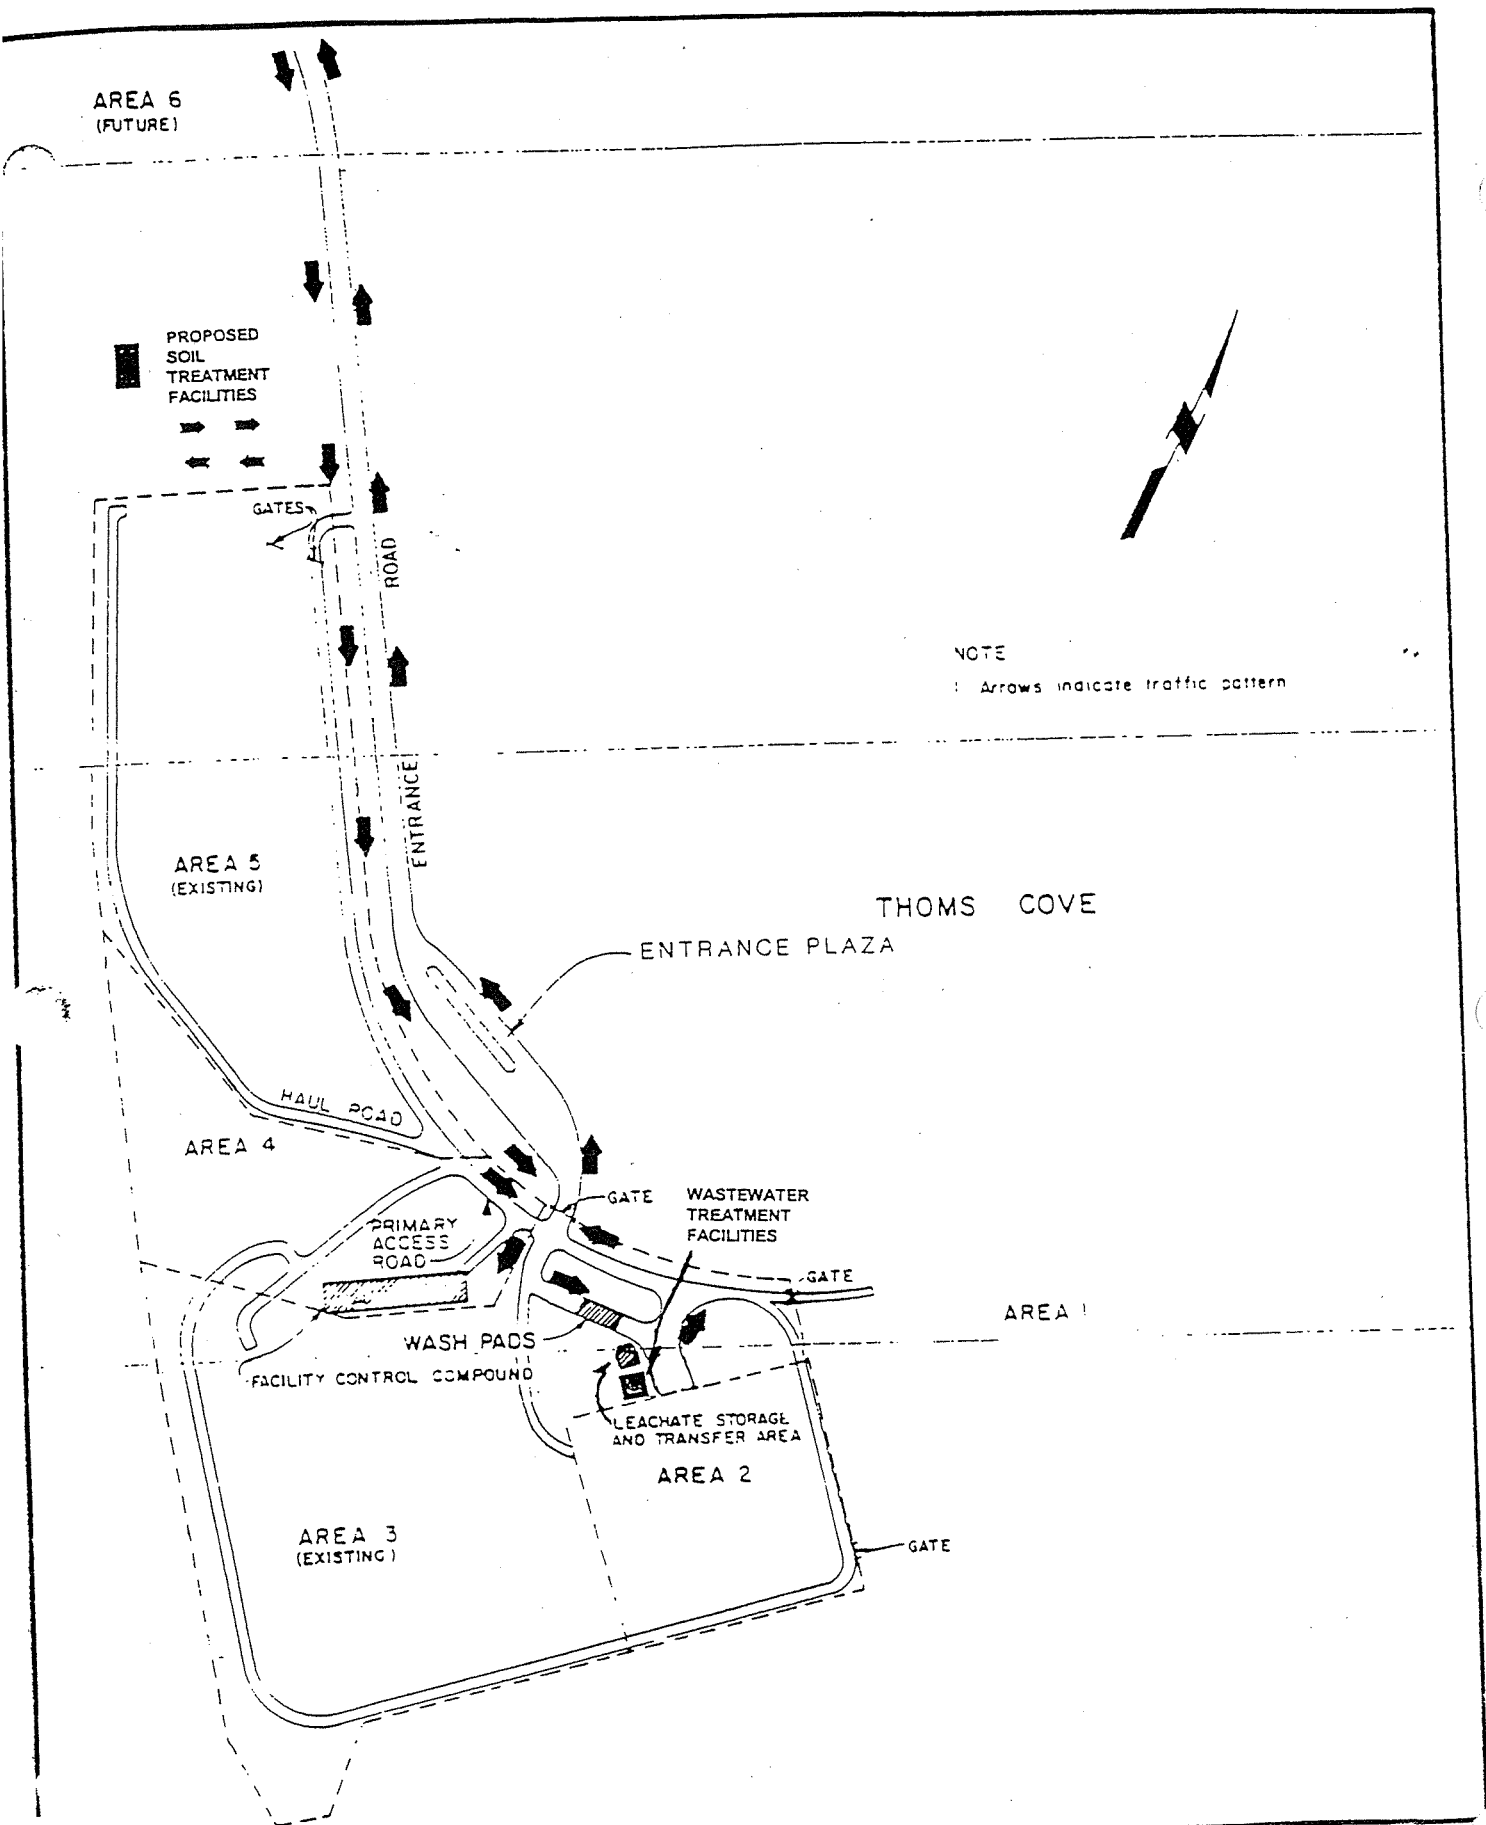 AREA 6
(FUTURE)
PROPOSED
SOIL
TREATMENT
FACILITIES
GATES
ROAD
NOTE
Arrows indicate traffic pattern
ENTRANCE
AREA 5
(EXISTING)
THOMS COVE
ENTRANCE PLAZA
HAUL ROAD
AREA 4
GATE
WASTEWATER
TREATMENT
FACILITIES
PRIMARY
ACCESS
ROAD
GATE
AREA 1
WASH PADS
FACILITY CONTROL COMPOUND
LEACHATE STORAGE
AND TRANSFER AREA
AREA 2
AREA 3
(EXISTING)
GATE